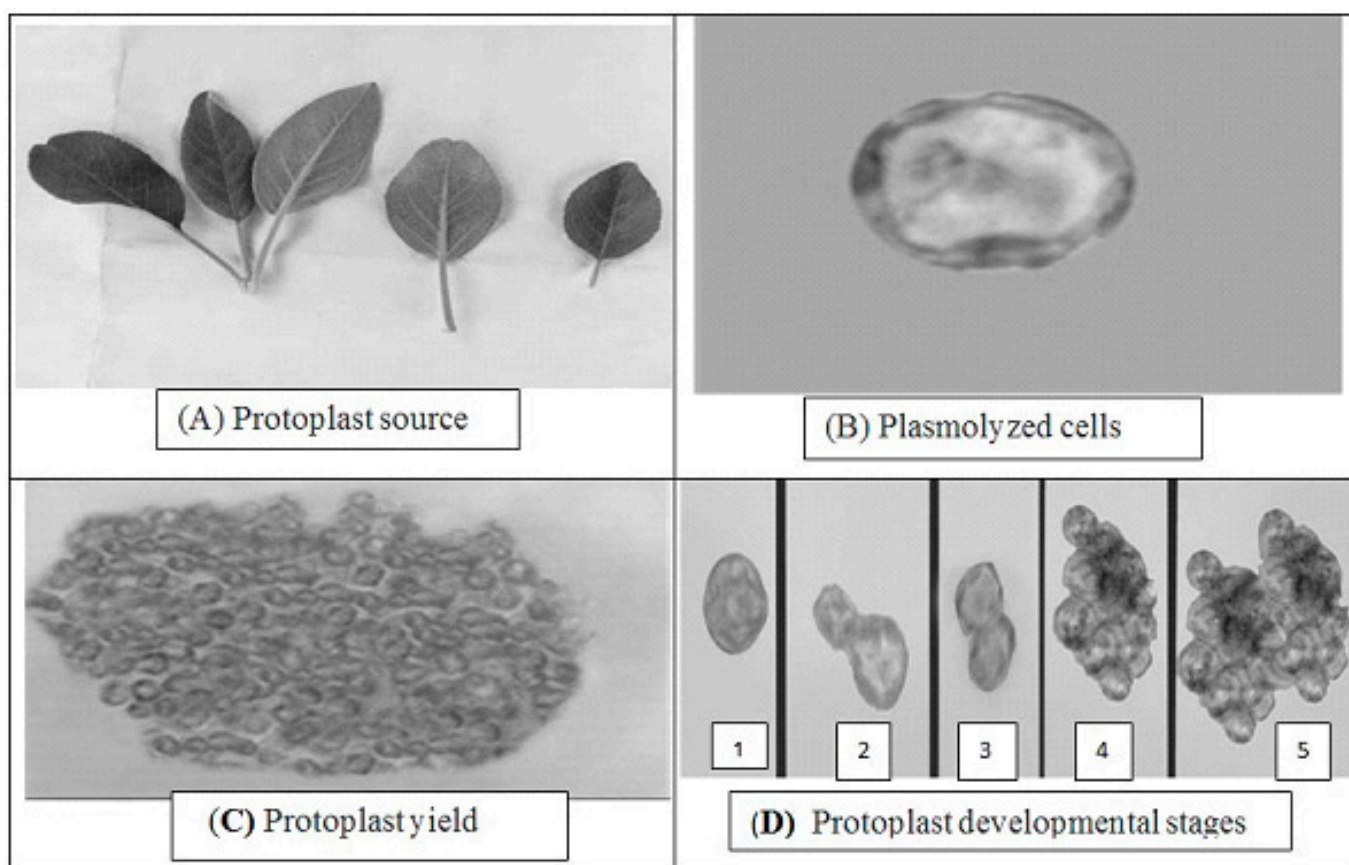 (A) Protoplast source
(B) Plasmolyzed cells
(C) Protoplast yield
1
2
3
4
5
(D) Protoplast developmental stages